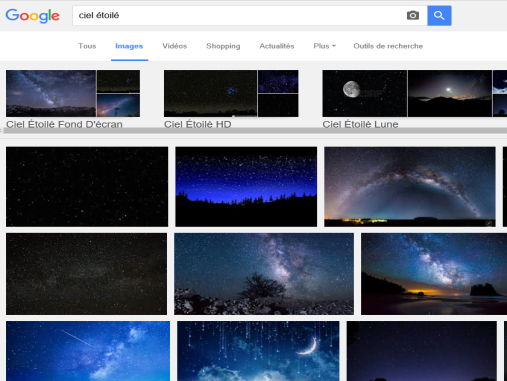 Google ciel étoilé
Tous Images Vidéos Shopping Actualités Plus Outils de recherche
Ciel Étoilé Fond D'écran Ciel Étoilé HD Ciel Étoilé Lune